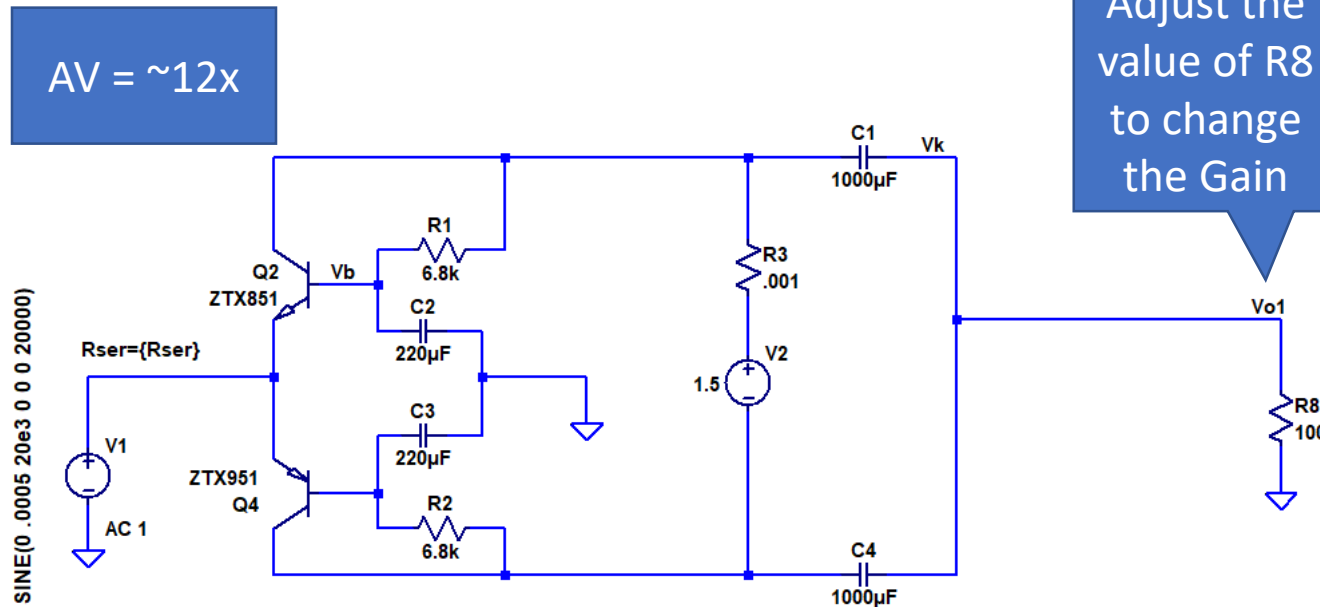 AV = ~12x
Adjust the
value of R8
to change
the Gain
C1
Vk
1000µF
R1
6.8k
Q2
Vb
ZTX851
C2
220µF
R3
.001
Rser={Rser}
V2
1.5
Vo1
C3
220µF
V1
AC 1
ZTX951
Q4
R2
6.8k
R8
C4
1000µF
SINE(0 .0005 20e3 0 0 0 20000)